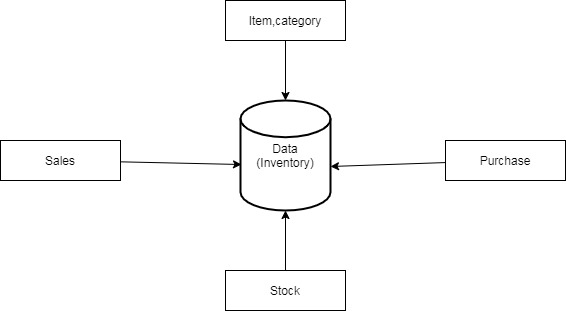 Item,category
Data
(Inventory)
Sales
Purchase
Stock